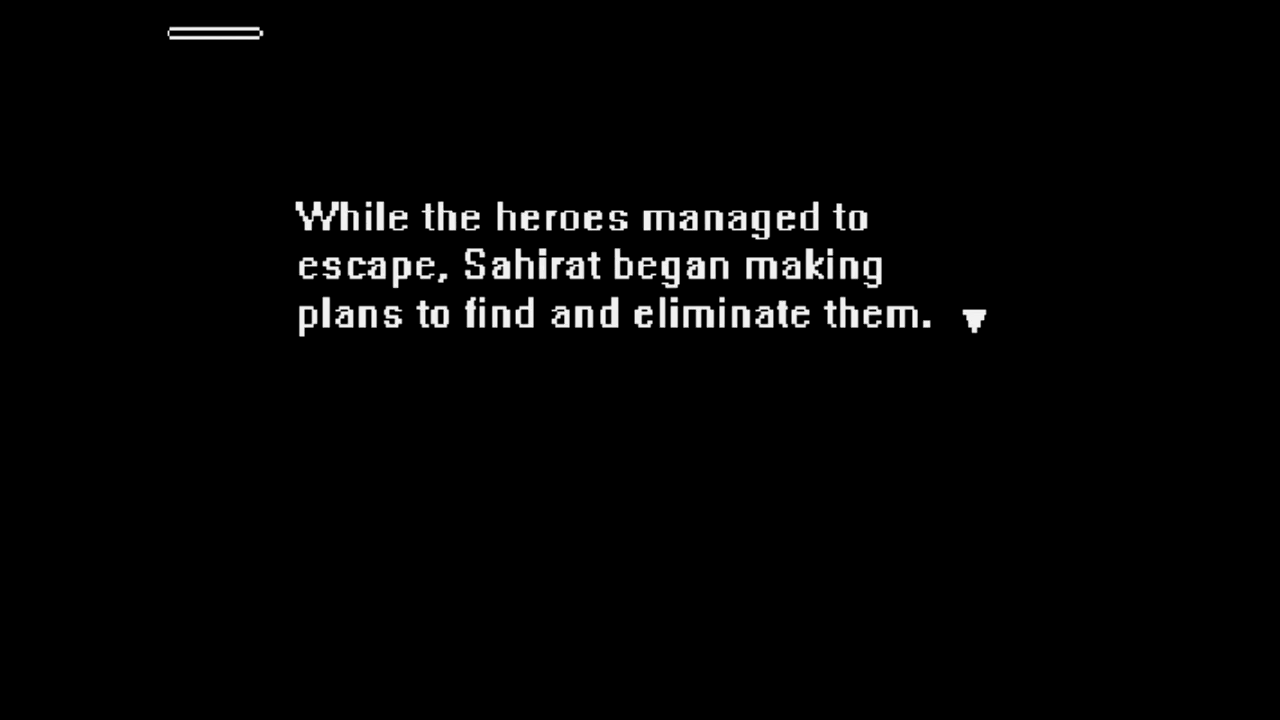 While the heroes managed to
escape, Sahirat began making
plans to find and eliminate them.